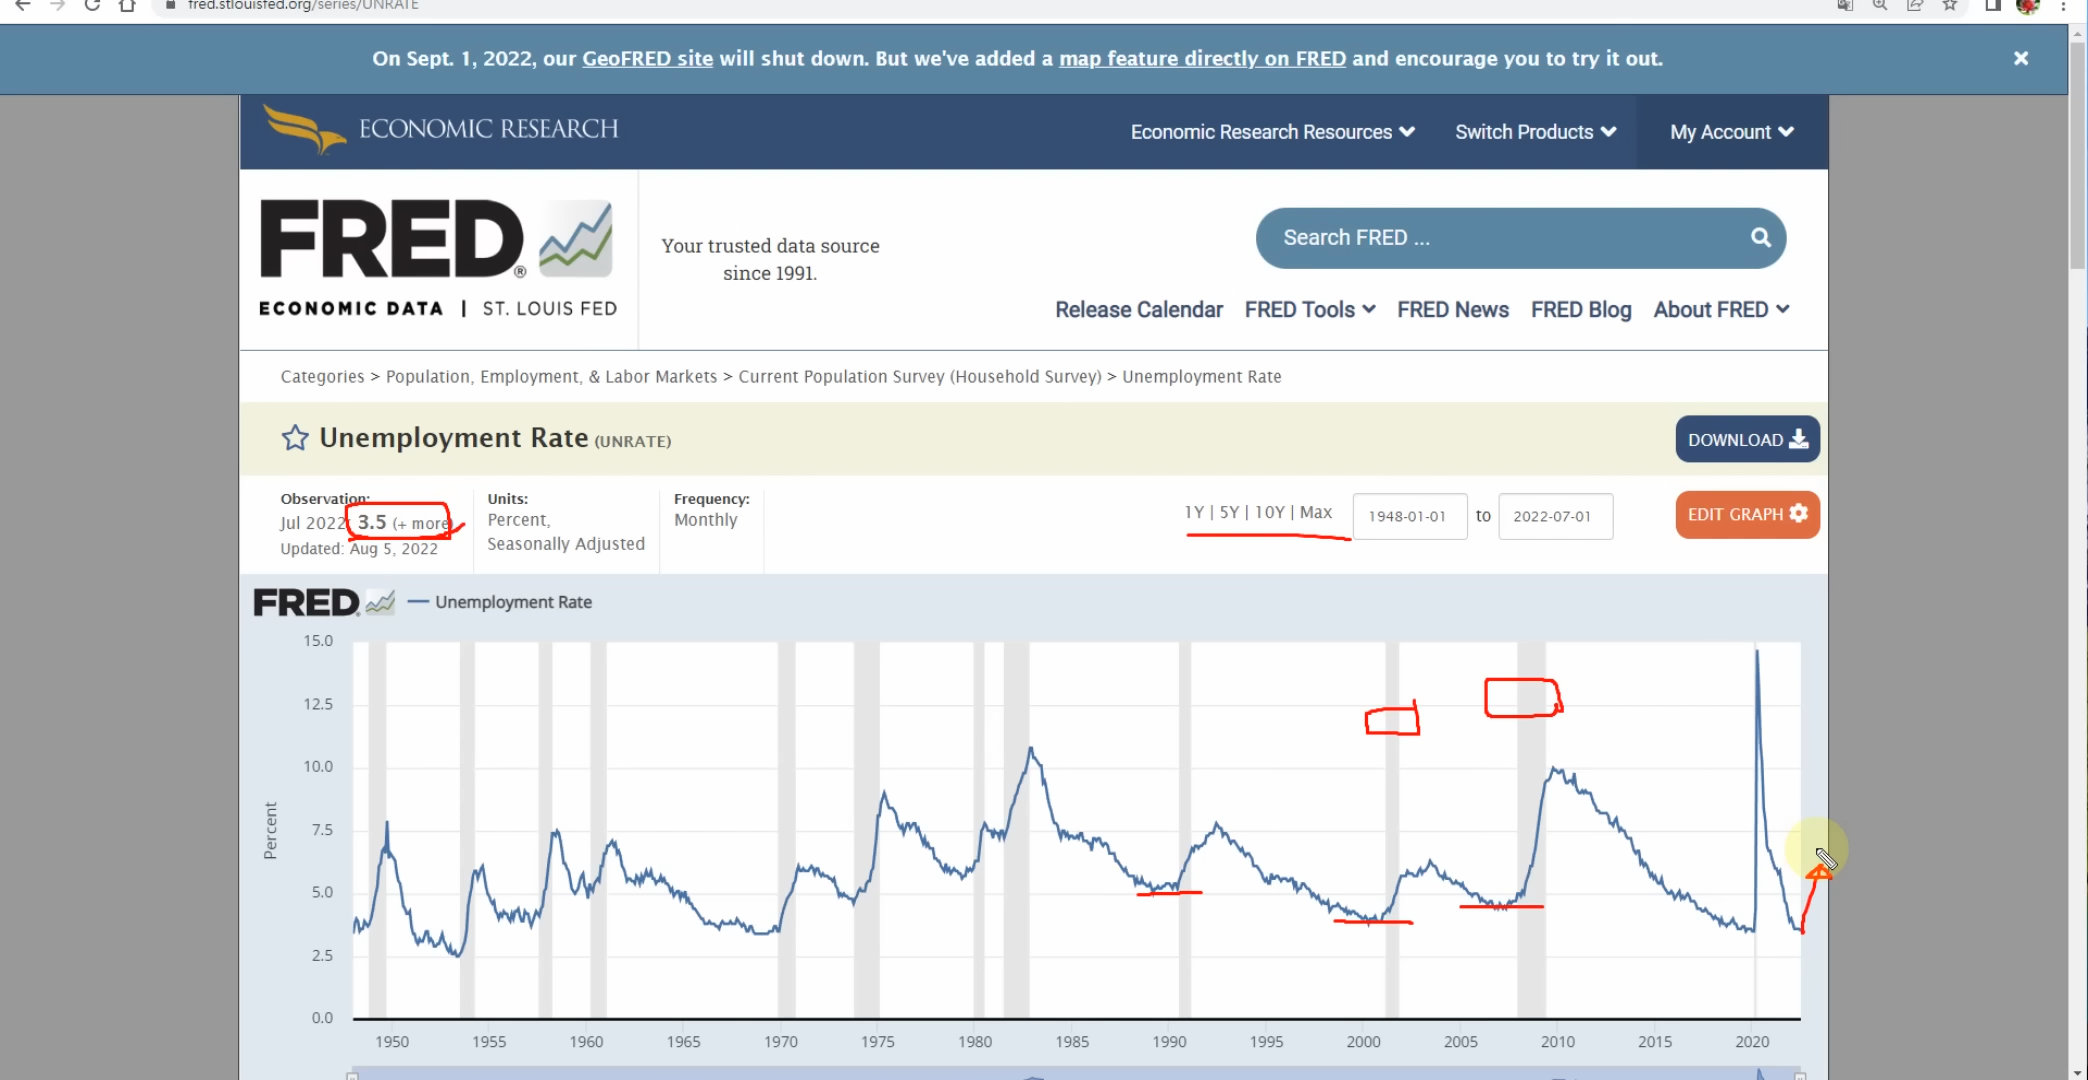 fred.stlouisfed.org/series/UNRATE
On Sept. 1, 2022, our GeoFRED site will shut down. But we've added a map feature directly on FRED and encourage you to try it out.
ECONOMIC RESEARCH
Economic Research Resources
Switch Products
My Account
FRED®
ECONOMIC DATA | ST. LOUIS FED
Your trusted data source
since 1991.
Search FRED ...
Release Calendar
FRED Tools
FRED News
FRED Blog
About FRED
Categories > Population, Employment, & Labor Markets > Current Population Survey (Household Survey) > Unemployment Rate
Unemployment Rate (UNRATE)
DOWNLOAD
Observation:
Jul 2022: 3.5 (+ more)
Updated: Aug 5, 2022
Units:
Percent,
Seasonally Adjusted
Frequency:
Monthly
1Y | 5Y | 10Y | Max
1948-01-01
to
2022-07-01
EDIT GRAPH
FRED
Unemployment Rate
15.0
12.5
10.0
7.5
5.0
2.5
0.0
Percent
1950
1955
1960
1965
1970
1975
1980
1985
1990
1995
2000
2005
2010
2015
2020